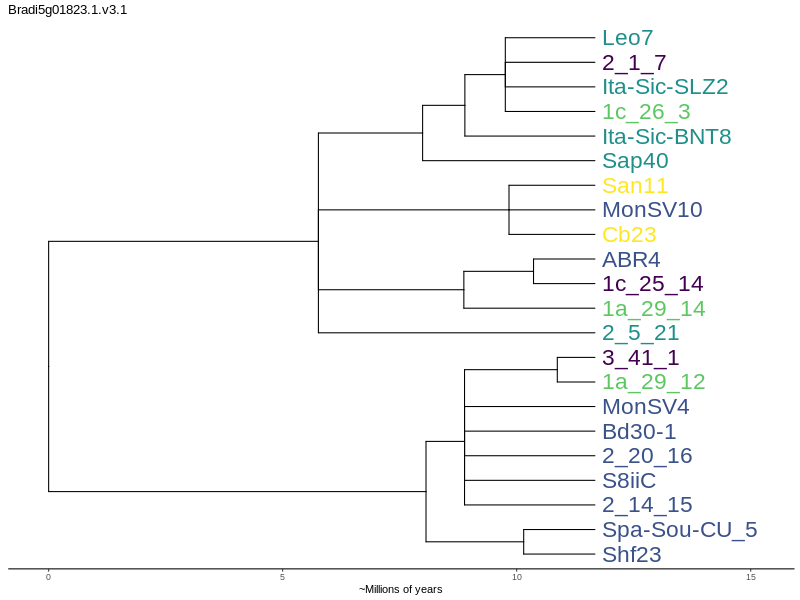 Bradi5g01823.1.v3.1
Leo7
2_1_7
Ita-Sic-SLZ2
1c_26_3
Ita-Sic-BNT8
Sap40
San11
MonSV10
Cb23
ABR4
1c_25_14
1a_29_14
2_5_21
3_41_1
1a_29_12
MonSV4
Bd30-1
2_20_16
S8iiC
2_14_15
Spa-Sou-CU_5
Shf23
0 5 10 15
~Millions of years